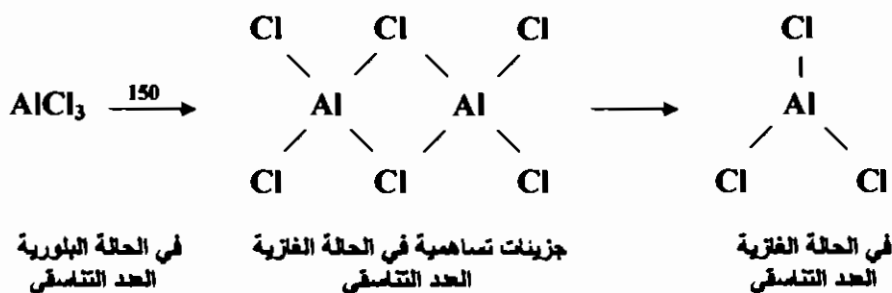 Cl Cl Cl Cl
AlCl₃ 150 Al Al Al
Cl Cl Cl Cl Cl
في الحالة البلورية جزيئات تساهمية في الحالة الغازية في الحالة الغازية
العدد التناسقي العدد التناسقي العدد التناسقي